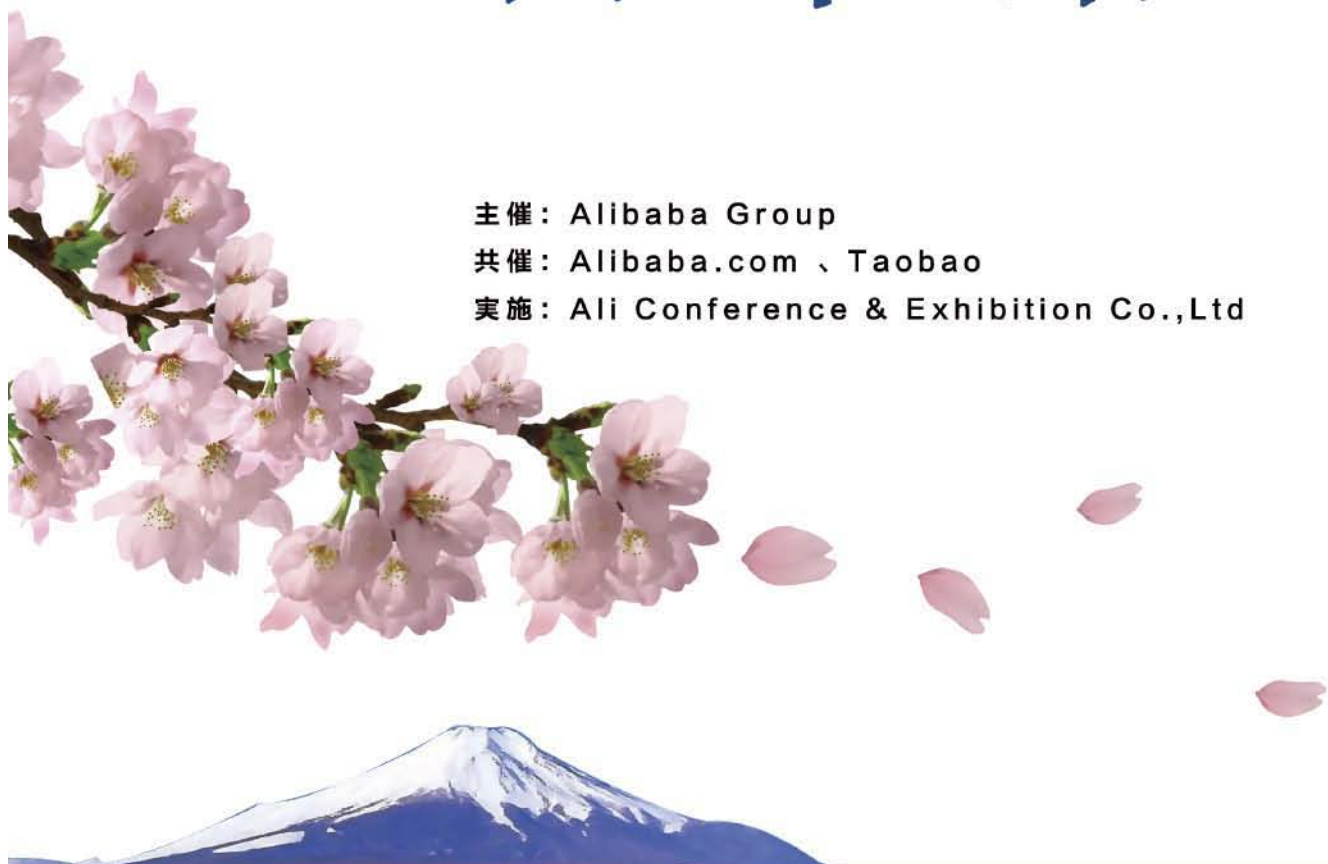 主催：Alibaba Group
共催：Alibaba.com 、Taobao
実施：Ali Conference & Exhibition Co.,Ltd